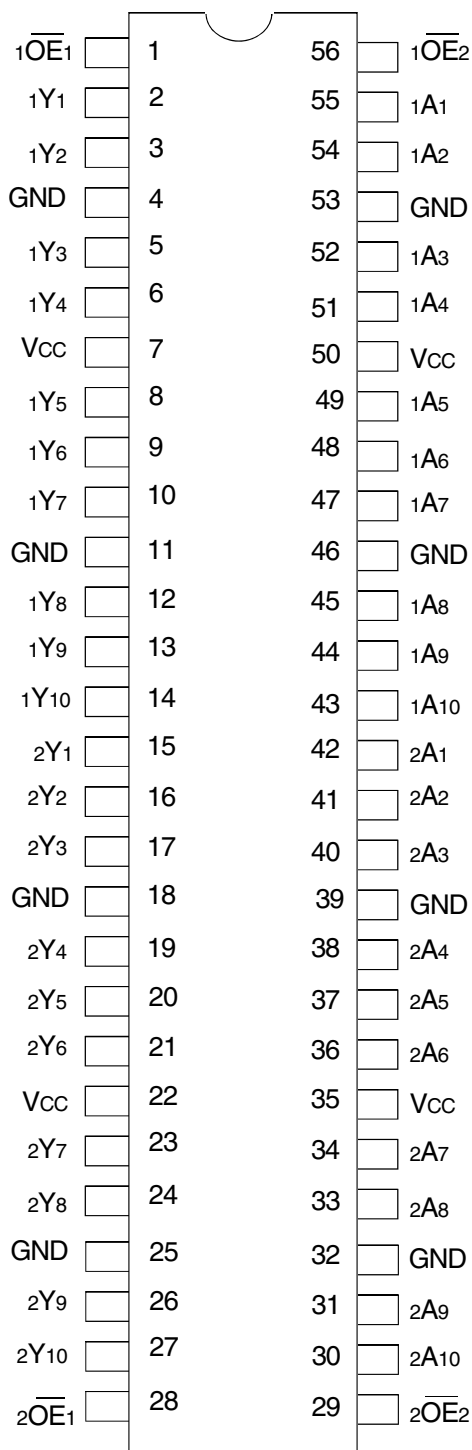 1OE1 1 56 1OE2
1Y1 2 55 1A1
1Y2 3 54 1A2
GND 4 53 GND
1Y3 5 52 1A3
1Y4 6 51 1A4
VCC 7 50 VCC
1Y5 8 49 1A5
1Y6 9 48 1A6
1Y7 10 47 1A7
GND 11 46 GND
1Y8 12 45 1A8
1Y9 13 44 1A9
1Y10 14 43 1A10
2Y1 15 42 2A1
2Y2 16 41 2A2
2Y3 17 40 2A3
GND 18 39 GND
2Y4 19 38 2A4
2Y5 20 37 2A5
2Y6 21 36 2A6
VCC 22 35 VCC
2Y7 23 34 2A7
2Y8 24 33 2A8
GND 25 32 GND
2Y9 26 31 2A9
2Y10 27 30 2A10
2OE1 28 29 2OE2